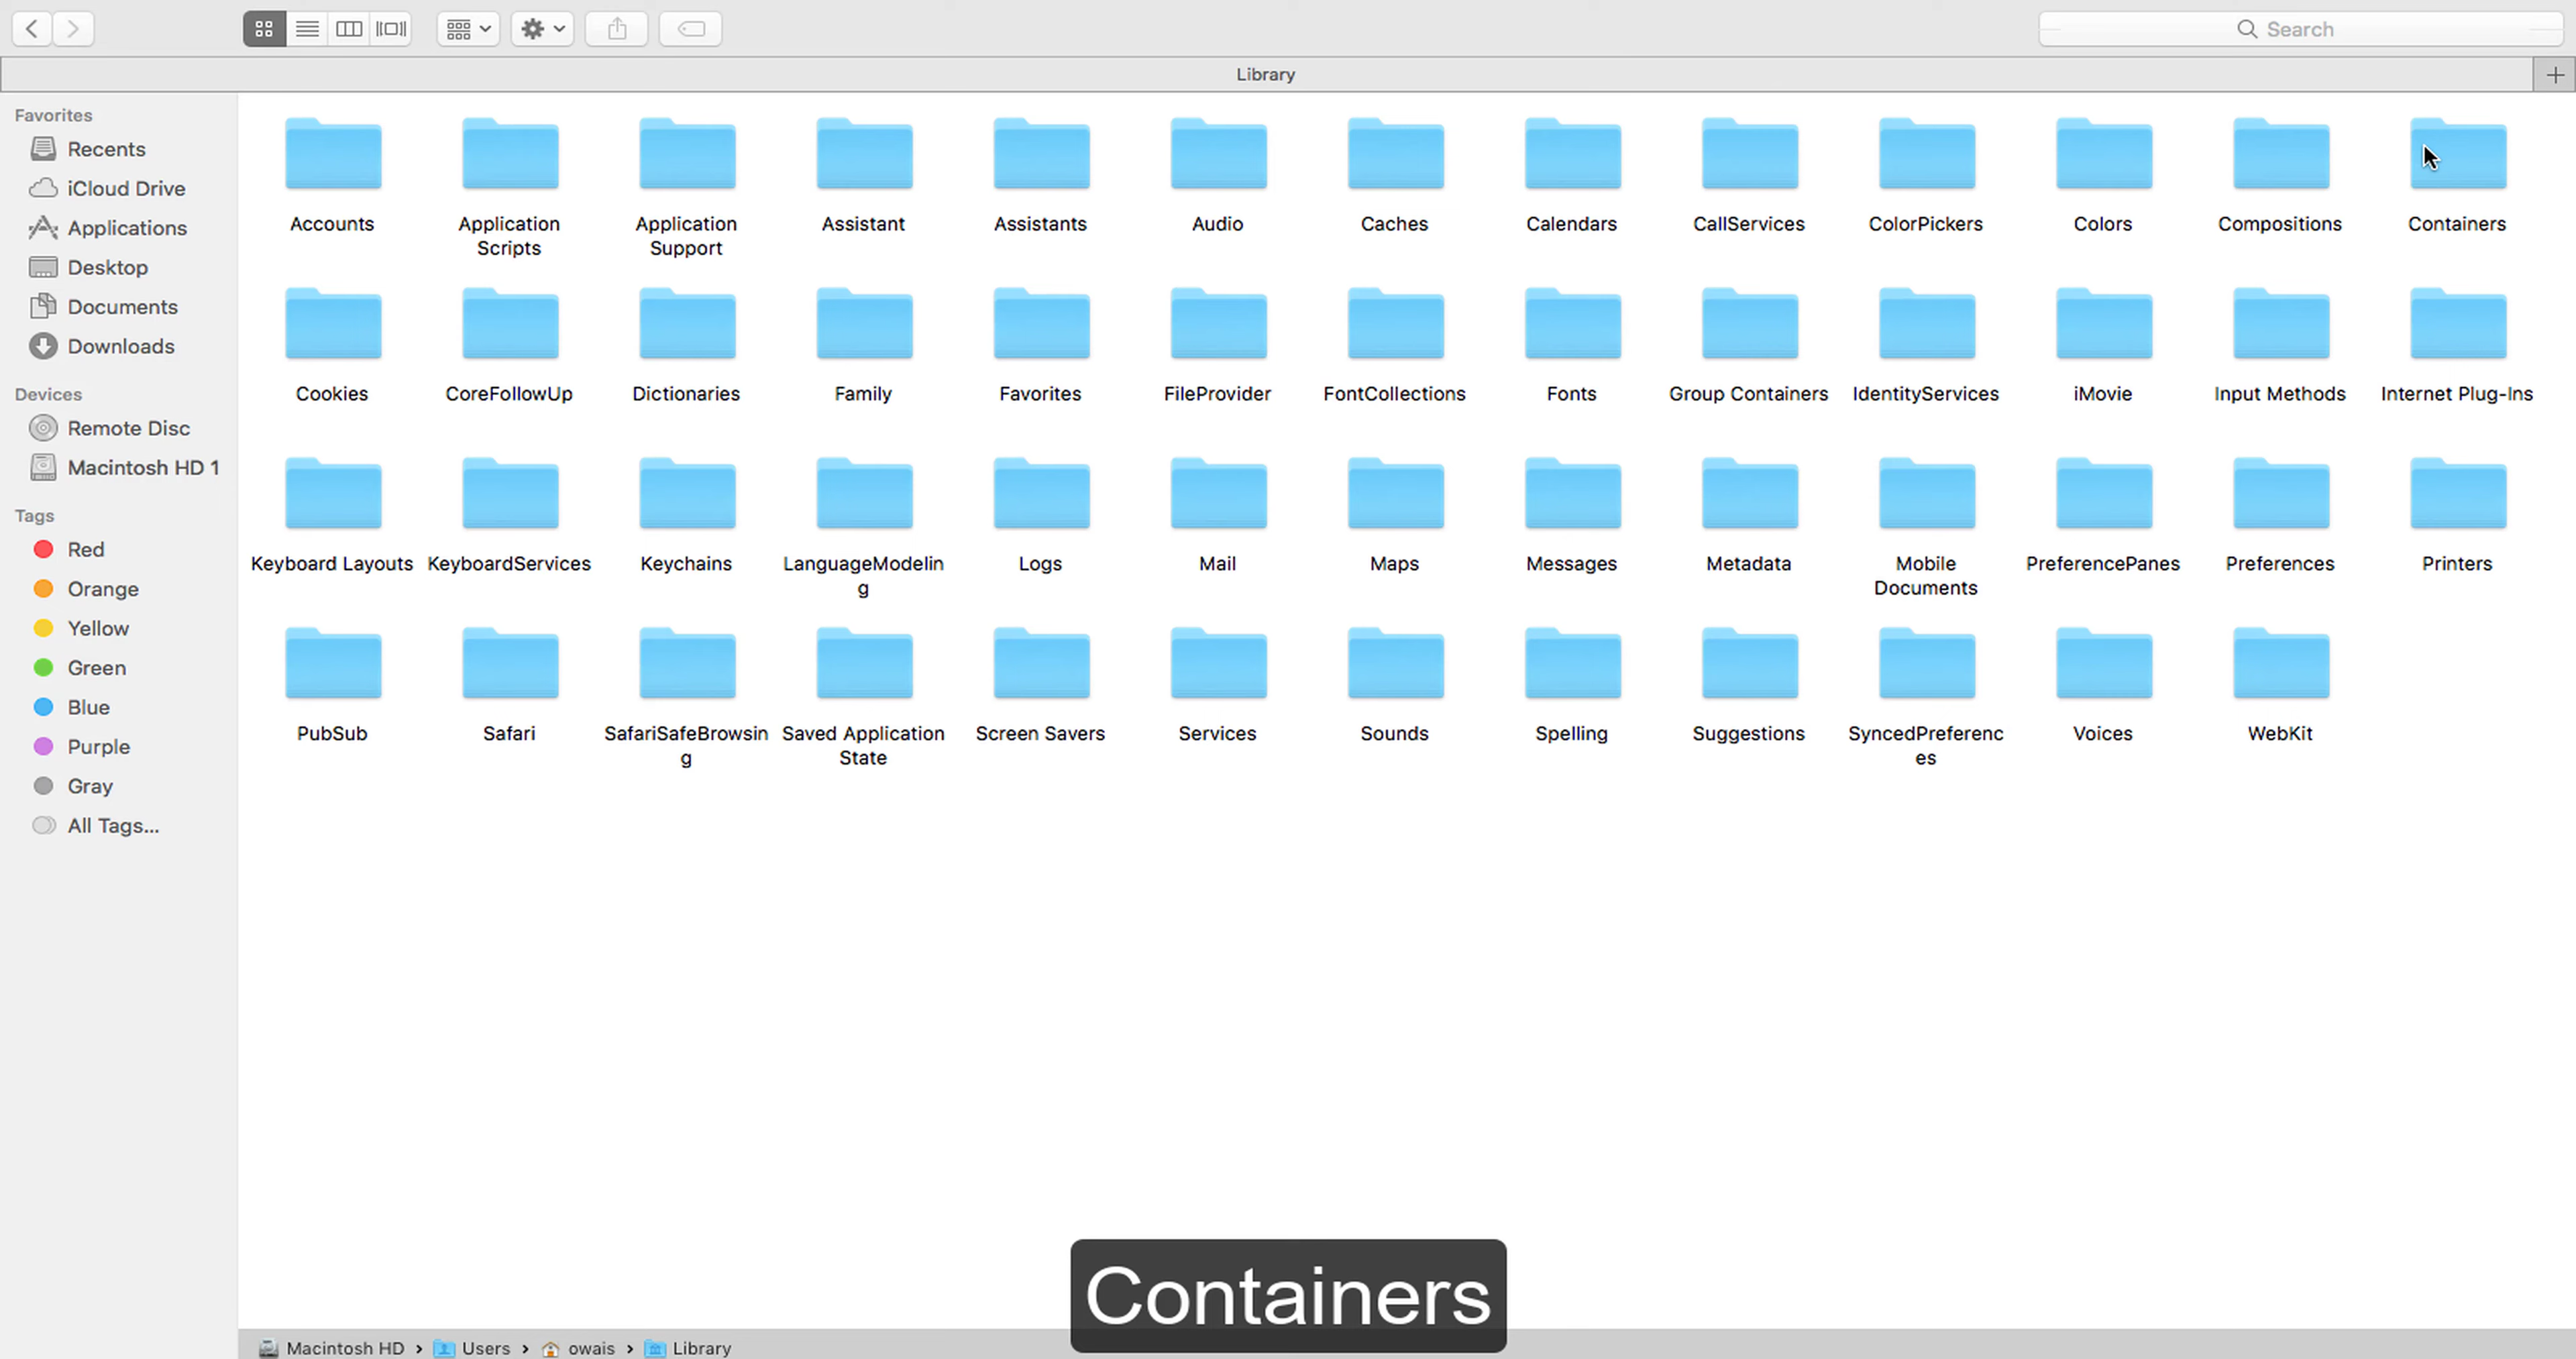 Search
Library
Favorites
Recents
iCloud Drive
Applications
Desktop
Documents
Downloads
Devices
Remote Disc
Macintosh HD 1
Tags
Red
Orange
Yellow
Green
Blue
Purple
Gray
All Tags...
Accounts
Application
Scripts
Application
Support
Assistant
Assistants
Audio
Caches
Calendars
CallServices
ColorPickers
Colors
Compositions
Containers
Cookies
CoreFollowUp
Dictionaries
Family
Favorites
FileProvider
FontCollections
Fonts
Group Containers
IdentityServices
iMovie
Input Methods
Internet Plug-Ins
Keyboard Layouts
KeyboardServices
Keychains
LanguageModelin
g
Logs
Mail
Maps
Messages
Metadata
Mobile
Documents
PreferencePanes
Preferences
Printers
PubSub
Safari
SafariSafeBrowsin
g
Saved Application
State
Screen Savers
Services
Sounds
Spelling
Suggestions
SyncedPreferenc
es
Voices
WebKit
Containers
Macintosh HD › Users › owais › Library